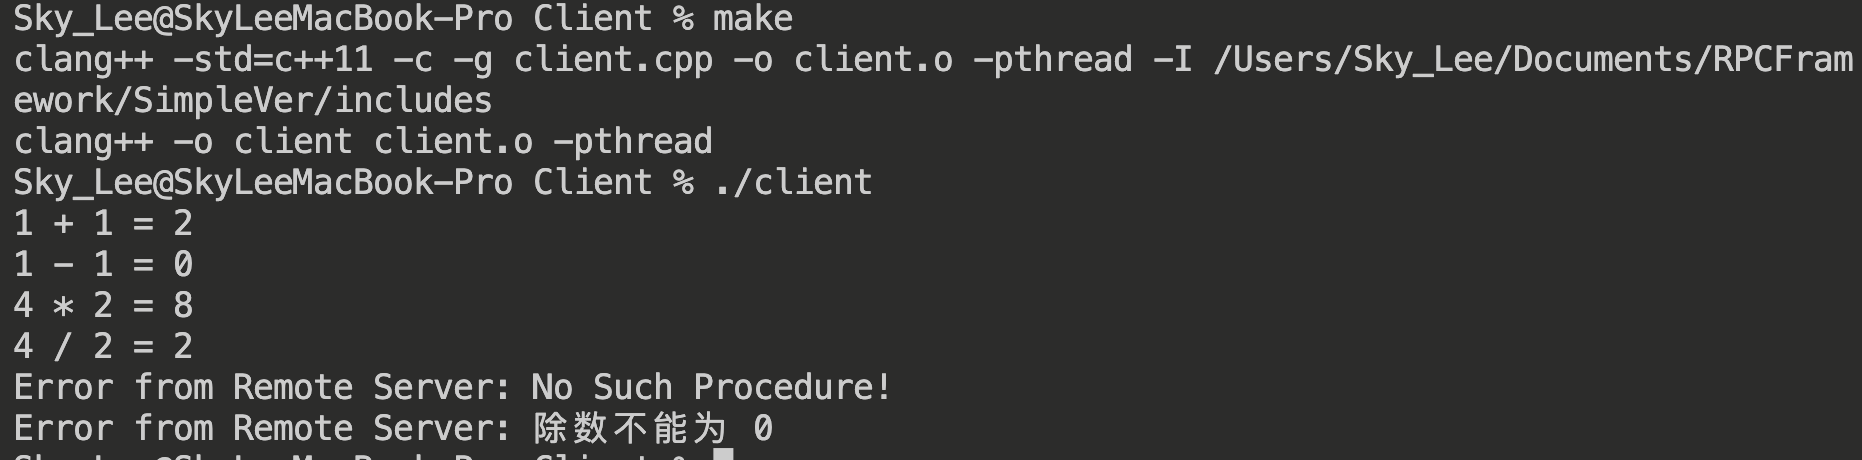 Sky_Lee@SkyLeeMacBook-Pro Client % make
clang++ -std=c++11 -c -g client.cpp -o client.o -pthread -I /Users/Sky_Lee/Documents/RPCFram
ework/SimpleVer/includes
clang++ -o client client.o -pthread
Sky_Lee@SkyLeeMacBook-Pro Client % ./client
1 + 1 = 2
1 - 1 = 0
4 * 2 = 8
4 / 2 = 2
Error from Remote Server: No Such Procedure!
Error from Remote Server: 除数不能为 0